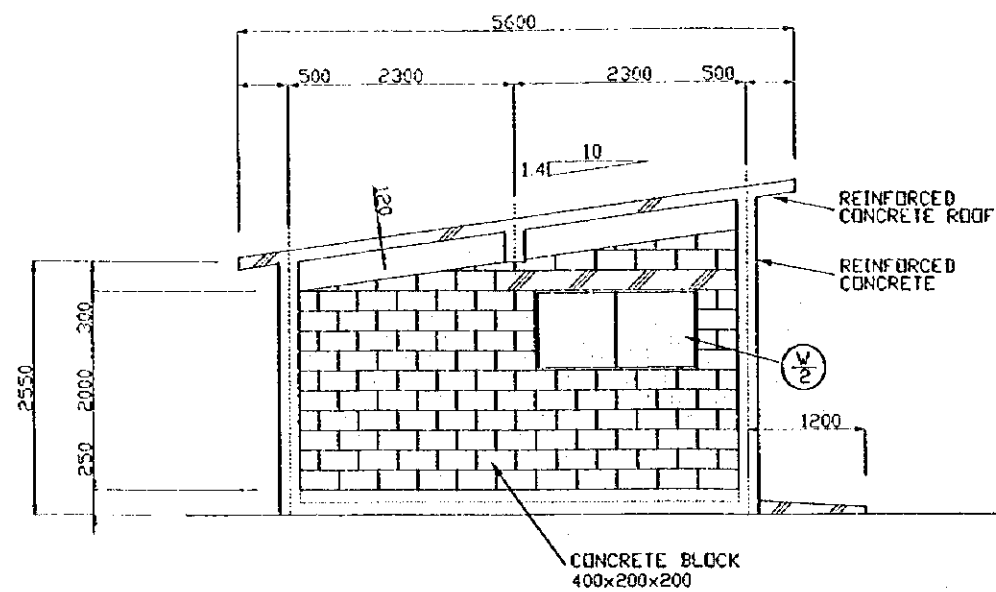 5600
500 2300 2300 500
10
1.4
120
REINFORCED
CONCRETE ROOF
REINFORCED
CONCRETE
300
2550
2000
W
2
1200
250
CONCRETE BLOCK
400x200x200